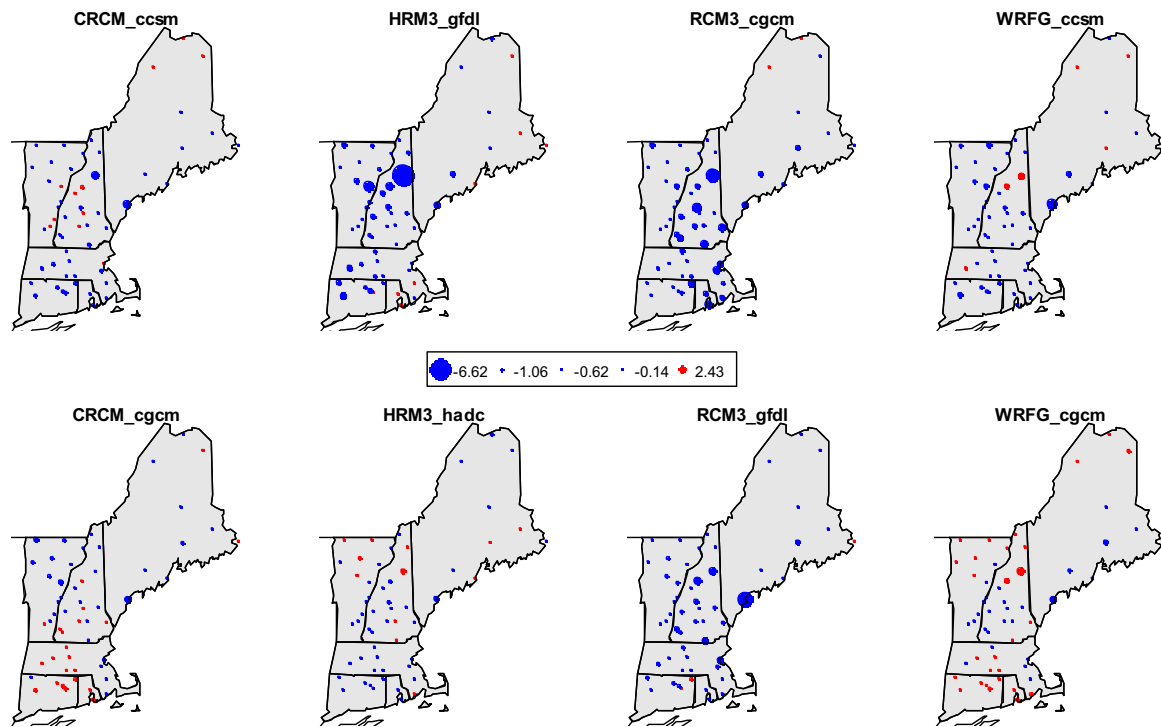 CRCM_ccsm HRM3_gfdl RCM3_cgcm WRFG_ccsm
-6.62 -1.06 -0.62 -0.14 2.43
CRCM_cgcm HRM3_hadc RCM3_gfdl WRFG_cgcm